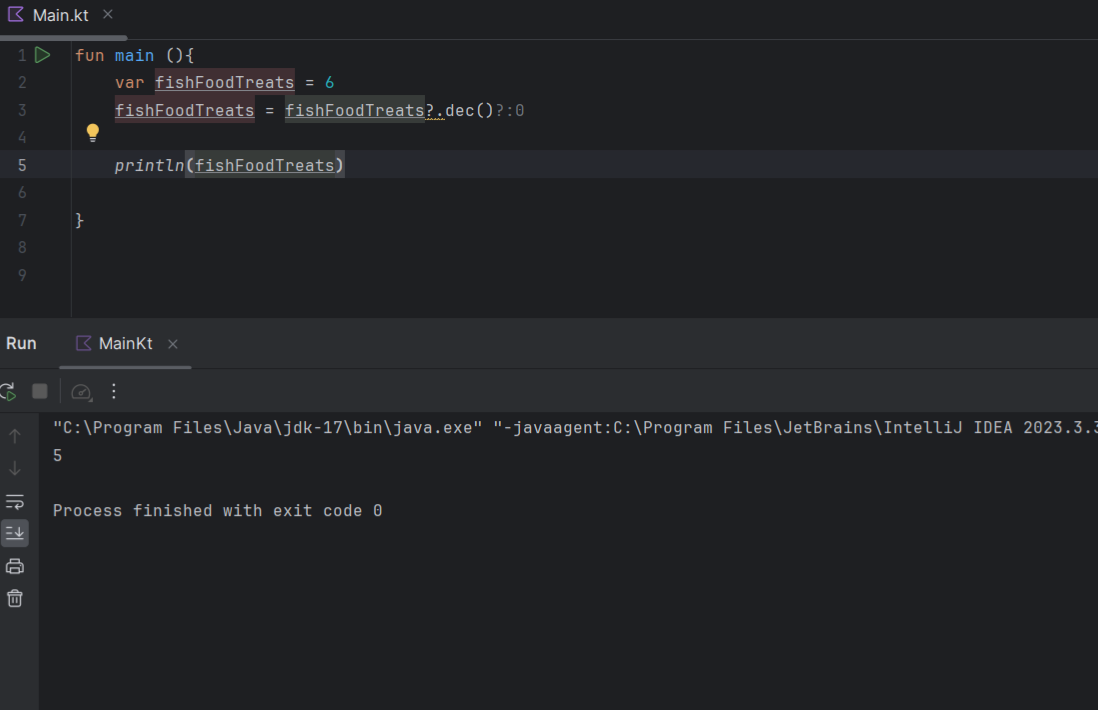 Main.kt
1 fun main (){
2 var fishFoodTreats = 6
3 fishFoodTreats = fishFoodTreats?.dec()?:0
4
5 println(fishFoodTreats)
6
7 }
8
9
Run MainKt
"C:\Program Files\Java\jdk-17\bin\java.exe" "-javaagent:C:\Program Files\JetBrains\IntelliJ IDEA 2023.3.3
5
Process finished with exit code 0